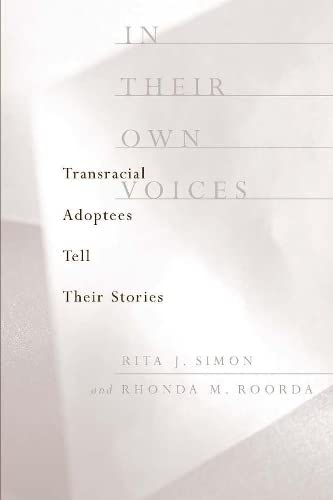 IN
THEIR
OWN
Transracial
VOICES
Adoptees
Tell
Their Stories
RITA J. SIMON
and RHONDA M. ROORDA